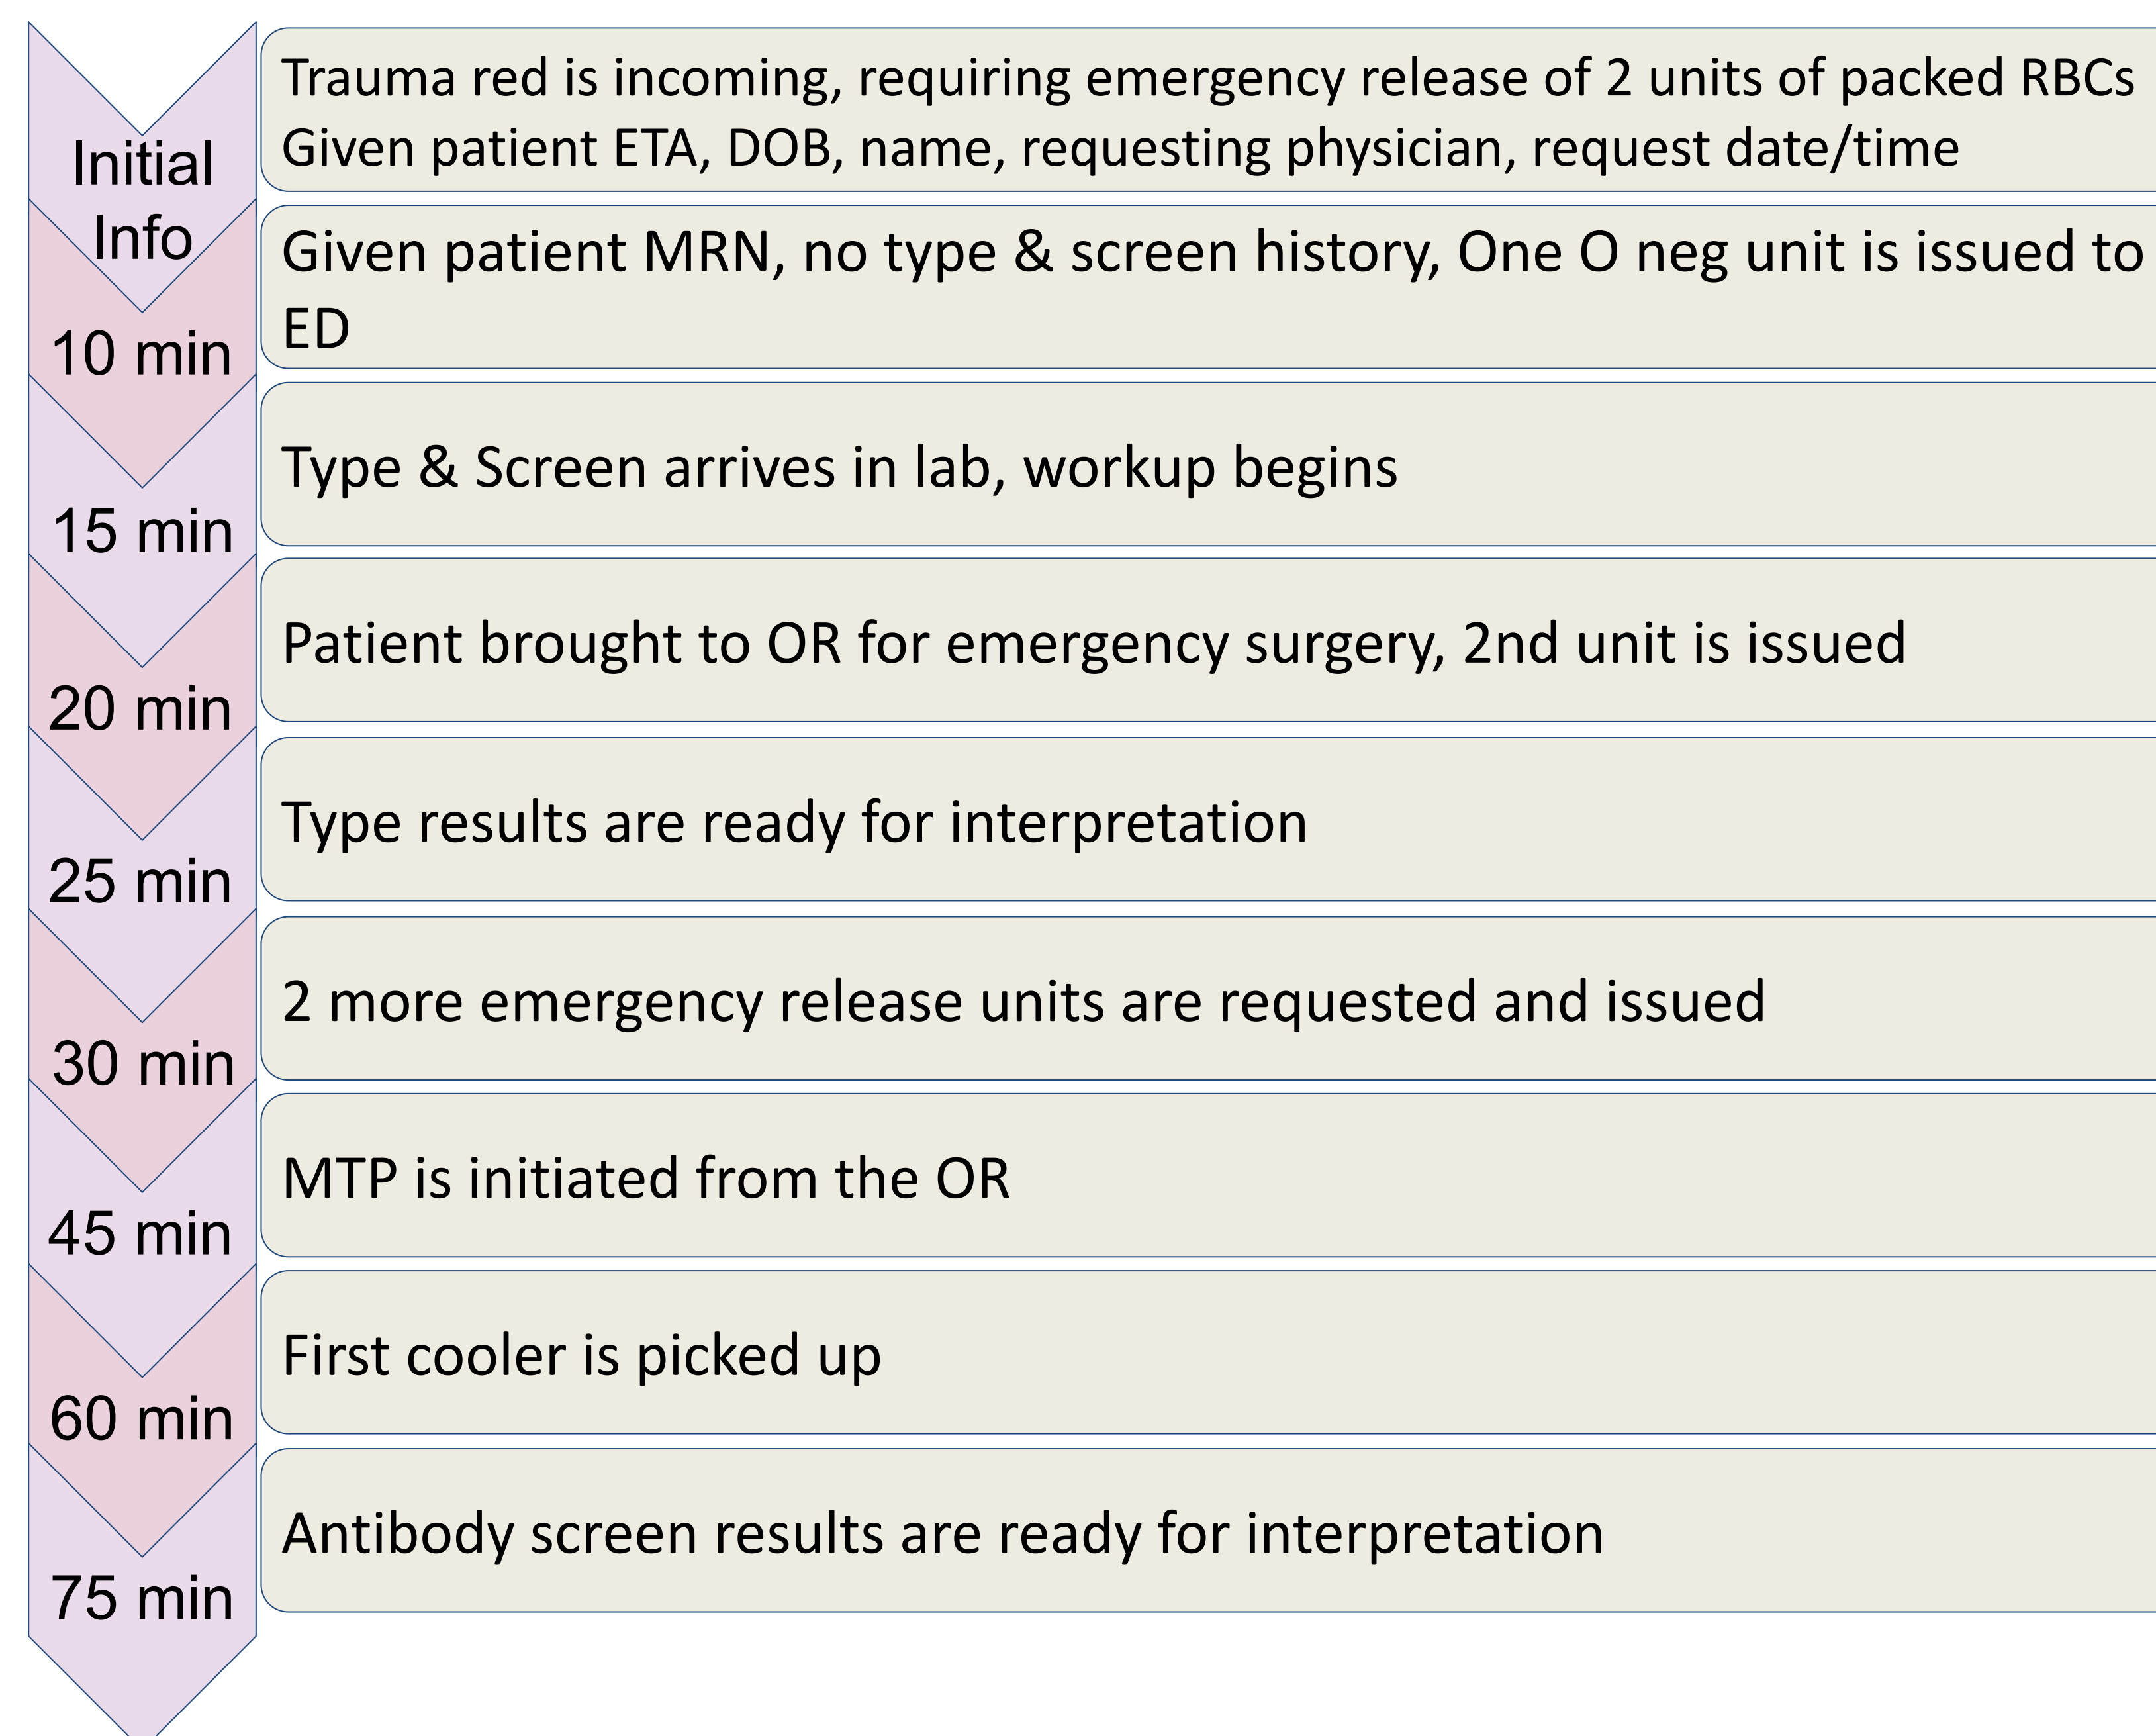 Initial
Info
Trauma red is incoming, requiring emergency release of 2 units of packed RBCs
Given patient ETA, DOB, name, requesting physician, request date/time
10 min
Given patient MRN, no type & screen history, One O neg unit is issued to
ED
15 min
Type & Screen arrives in lab, workup begins
20 min
Patient brought to OR for emergency surgery, 2nd unit is issued
25 min
Type results are ready for interpretation
30 min
2 more emergency release units are requested and issued
45 min
MTP is initiated from the OR
60 min
First cooler is picked up
75 min
Antibody screen results are ready for interpretation